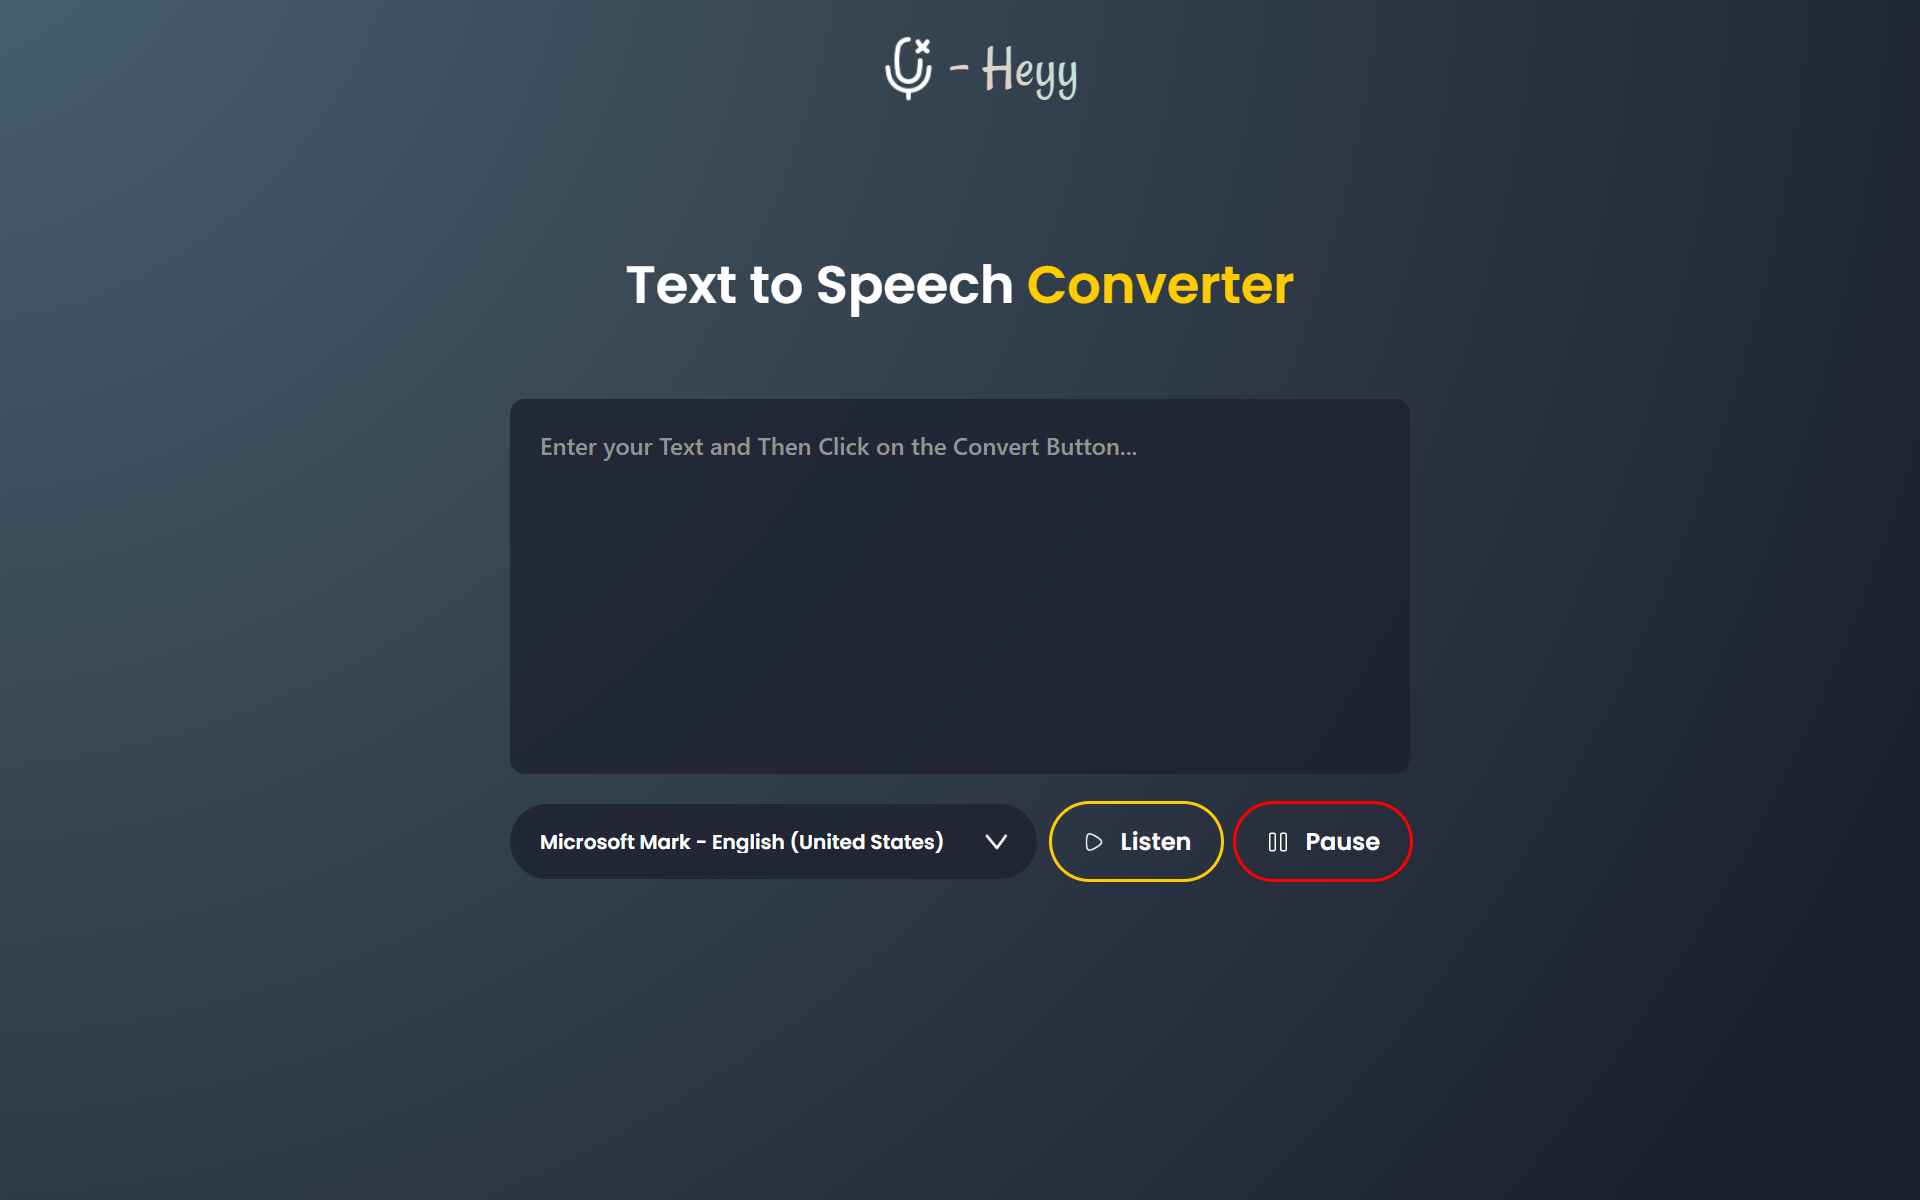 - Heyy
Text to Speech Converter
Enter your Text and Then Click on the Convert Button...
Microsoft Mark - English (United States)
Listen
Pause